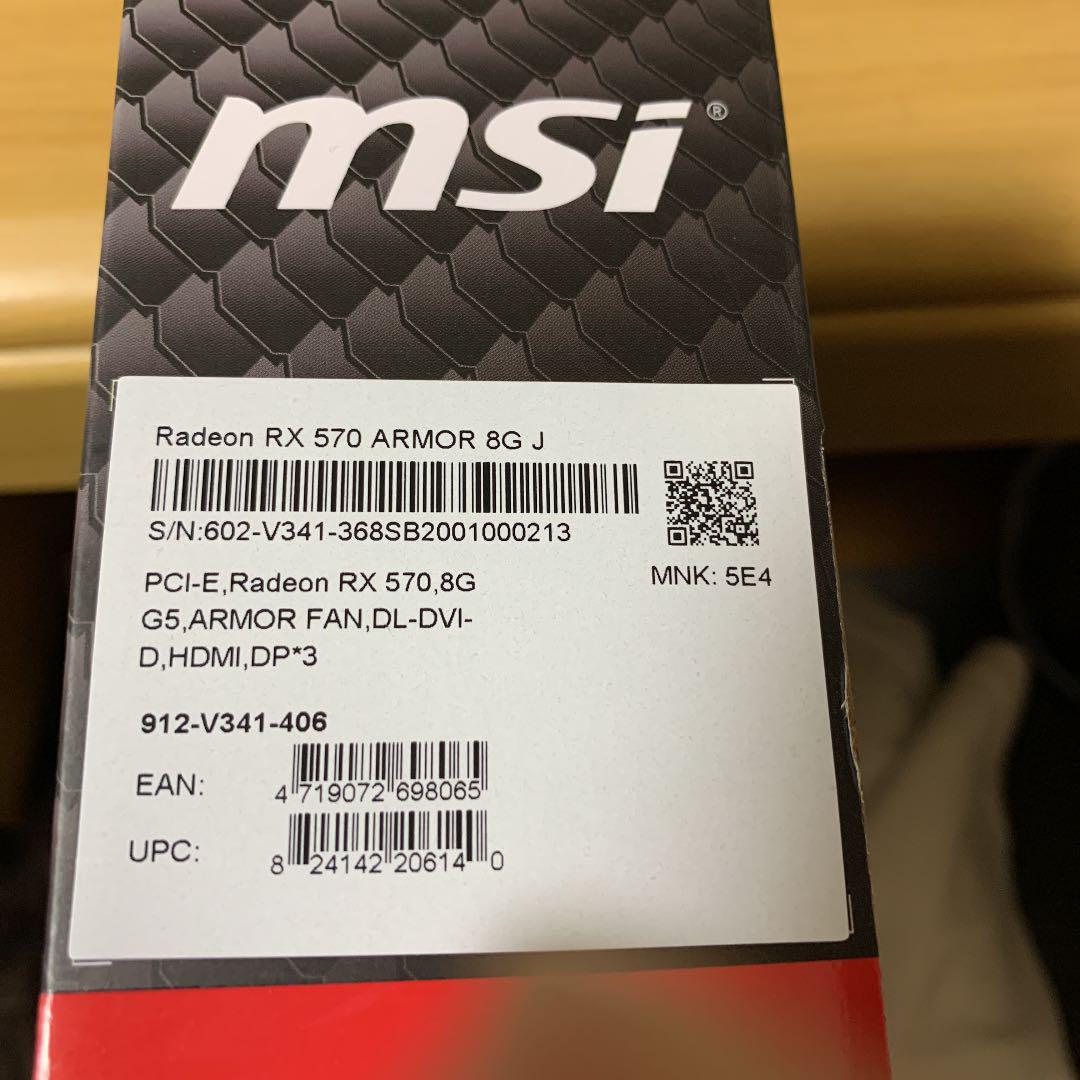 msi®
Radeon RX 570 ARMOR 8G J
S/N:602-V341-368SB2001000213
MNK: 5E4
PCI-E,Radeon RX 570,8G
G5,ARMOR FAN,DL-DVI-
D,HDMI,DP*3
912-V341-406
EAN:
4 719072 698065
UPC:
8 24142 20614 0